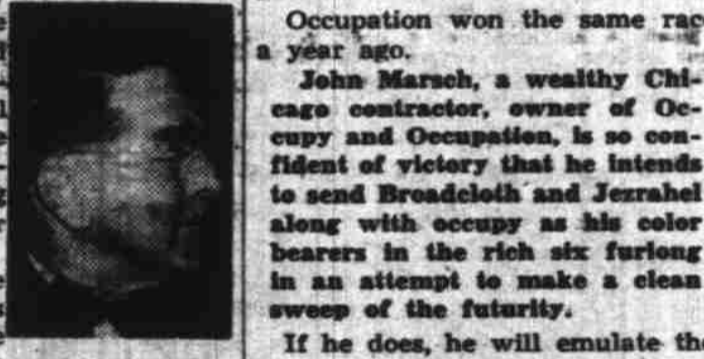 Occupation won the same race
a year ago.
John Marsch, a wealthy Chi-
cago contractor, owner of Oc-
cupy and Occupation, is so con-
fident of victory that he intends
to send Broadcloth and Jezrahel
along with occupy as his color
bearers in the rich six furlong
in an attempt to make a clean
sweep of the futurity.
If he does, he will emulate the